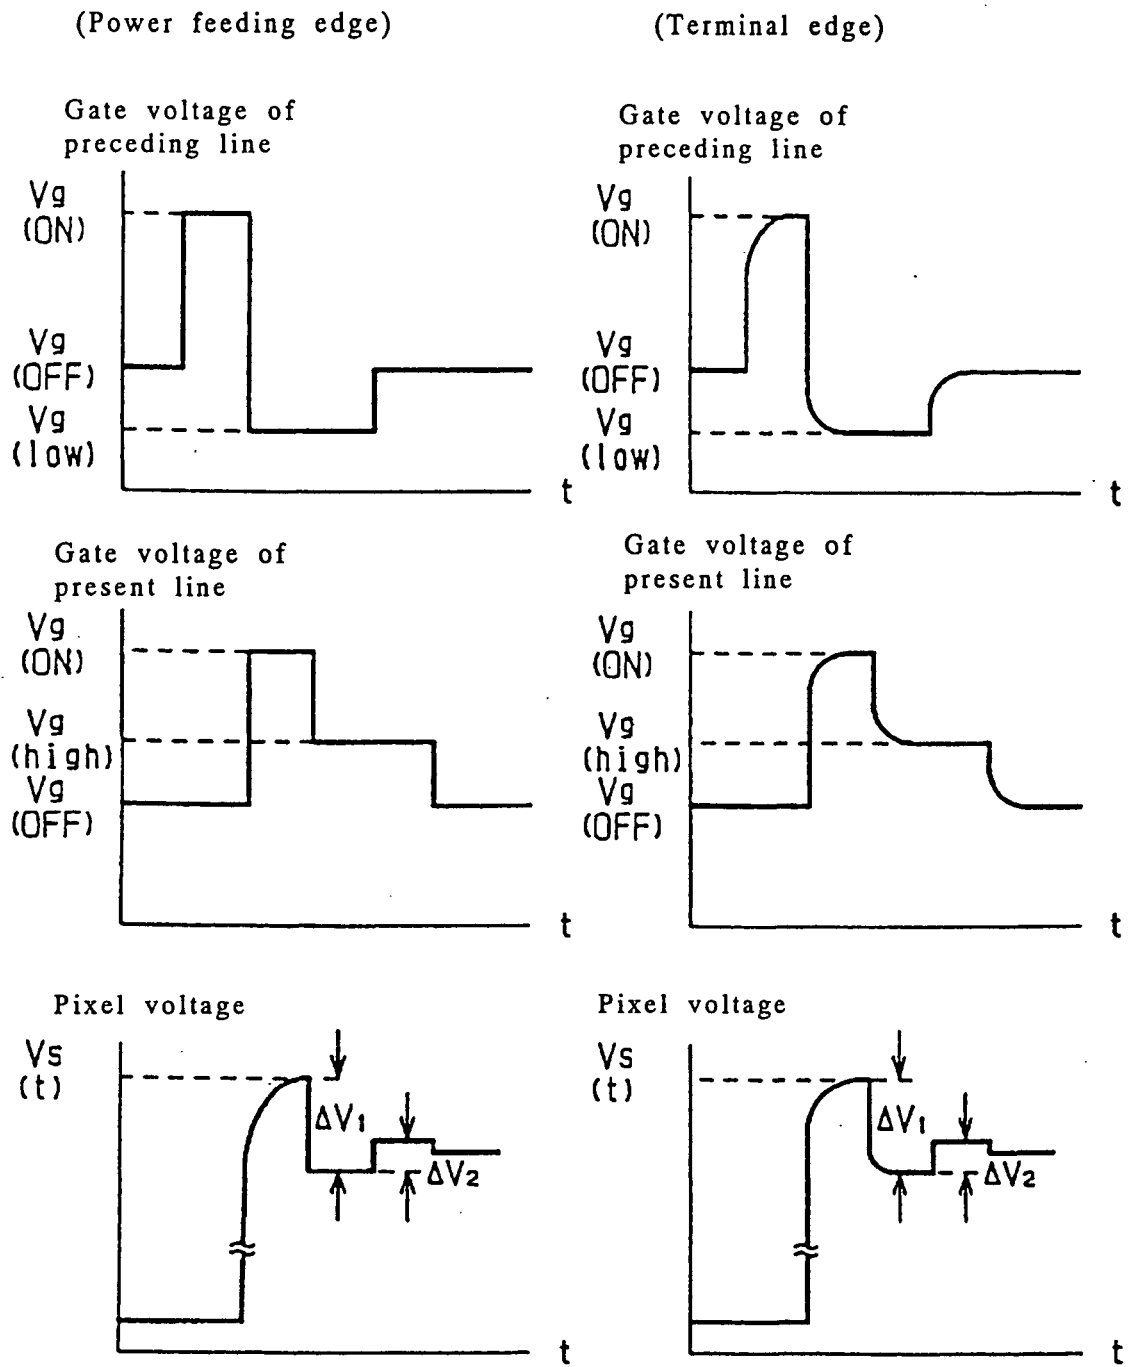 (Power feeding edge)
(Terminal edge)
Gate voltage of
preceding line
Vg
(ON)
Vg
(OFF)
Vg
(low)
t
Gate voltage of
preceding line
Vg
(ON)
Vg
(OFF)
Vg
(low)
t
Gate voltage of
present line
Vg
(ON)
Vg
(high)
Vg
(OFF)
t
Gate voltage of
present line
Vg
(ON)
Vg
(high)
Vg
(OFF)
t
Pixel voltage
Vs
(t)
ΔV1
ΔV2
t
Pixel voltage
Vs
(t)
ΔV1
ΔV2
t